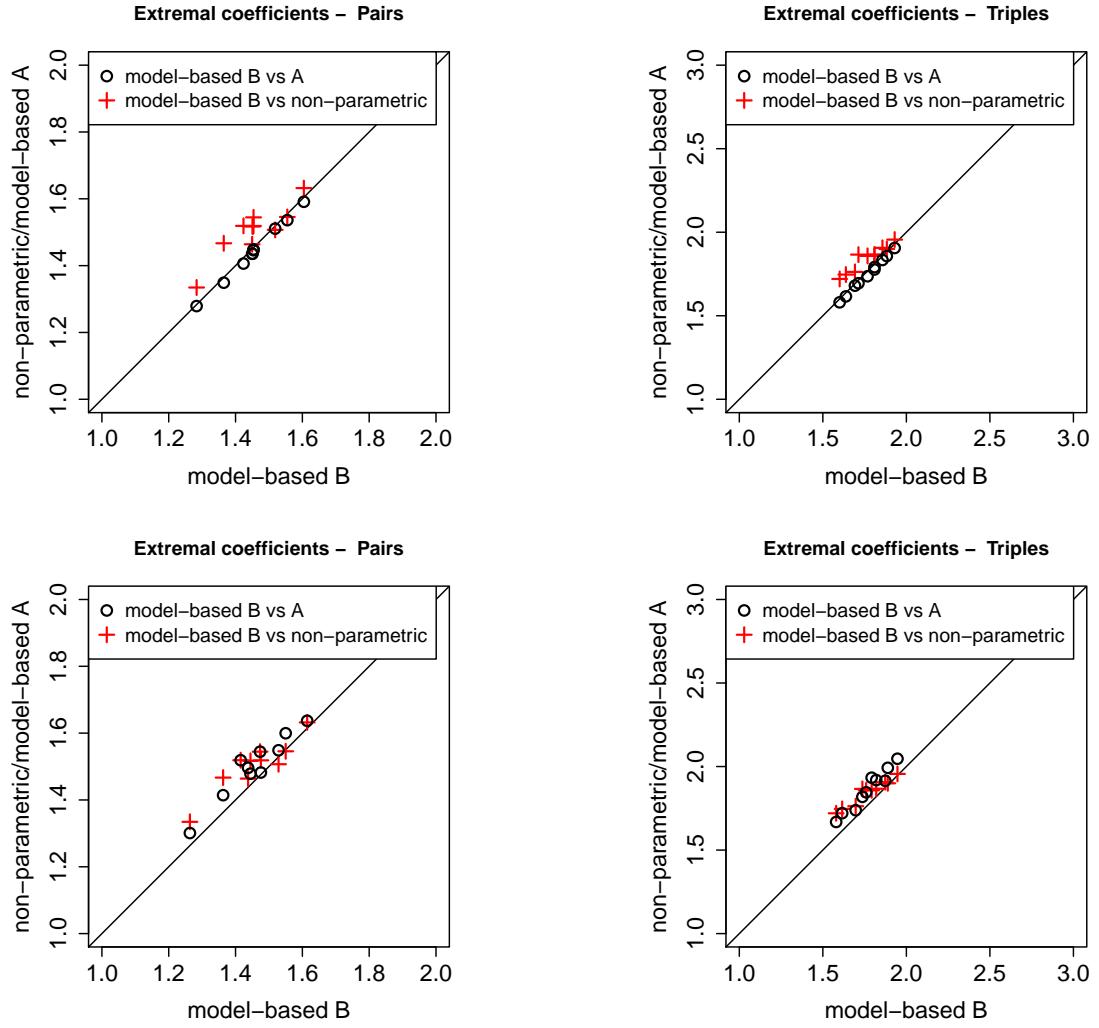 Extremal coefficients − Pairs
model−based B vs A
model−based B vs non−parametric
non−parametric/model−based A
2.0
1.8
1.6
1.4
1.2
1.0
1.0 1.2 1.4 1.6 1.8 2.0
model−based B
Extremal coefficients − Triples
model−based B vs A
model−based B vs non−parametric
non−parametric/model−based A
3.0
2.5
2.0
1.5
1.0
1.0 1.5 2.0 2.5 3.0
model−based B
Extremal coefficients − Pairs
model−based B vs A
model−based B vs non−parametric
non−parametric/model−based A
2.0
1.8
1.6
1.4
1.2
1.0
1.0 1.2 1.4 1.6 1.8 2.0
model−based B
Extremal coefficients − Triples
model−based B vs A
model−based B vs non−parametric
non−parametric/model−based A
3.0
2.5
2.0
1.5
1.0
1.0 1.5 2.0 2.5 3.0
model−based B